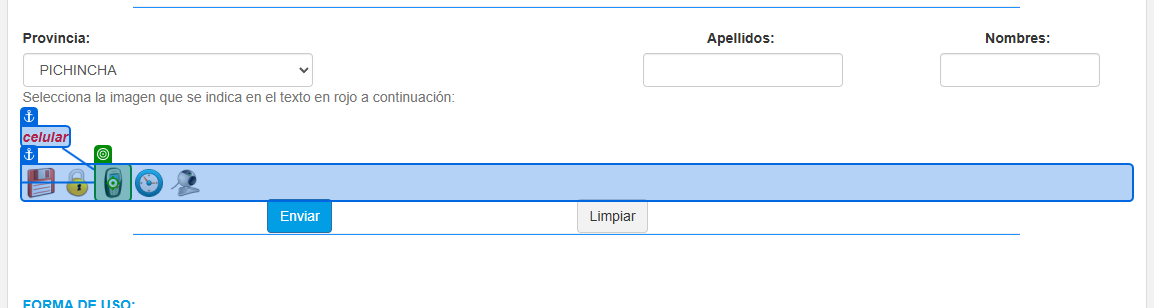 Provincia:
Apellidos:
Nombres:
PICHINCHA
Selecciona la imagen que se indica en el texto en rojo a continuación:
celular
Enviar
Limpiar
FORMA DE USO: